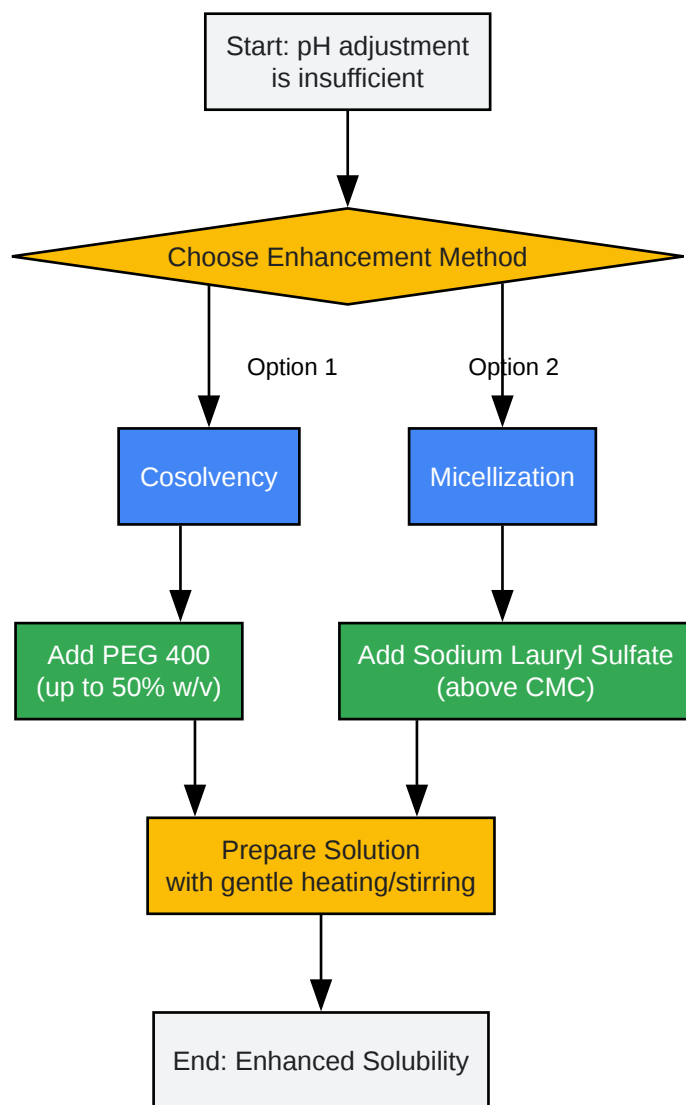 Start: pH adjustment
is insufficient
Choose Enhancement Method
Option 1
Option 2
Cosolvency
Micellization
Add PEG 400
(up to 50% w/v)
Add Sodium Lauryl Sulfate
(above CMC)
Prepare Solution
with gentle heating/stirring
End: Enhanced Solubility